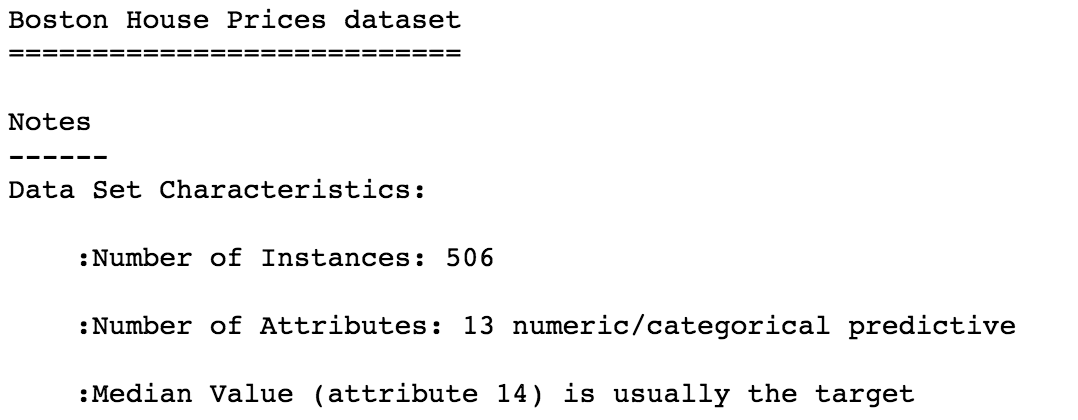 Boston House Prices dataset
===========================
Notes
------
Data Set Characteristics:
:Number of Instances: 506
:Number of Attributes: 13 numeric/categorical predictive
:Median Value (attribute 14) is usually the target